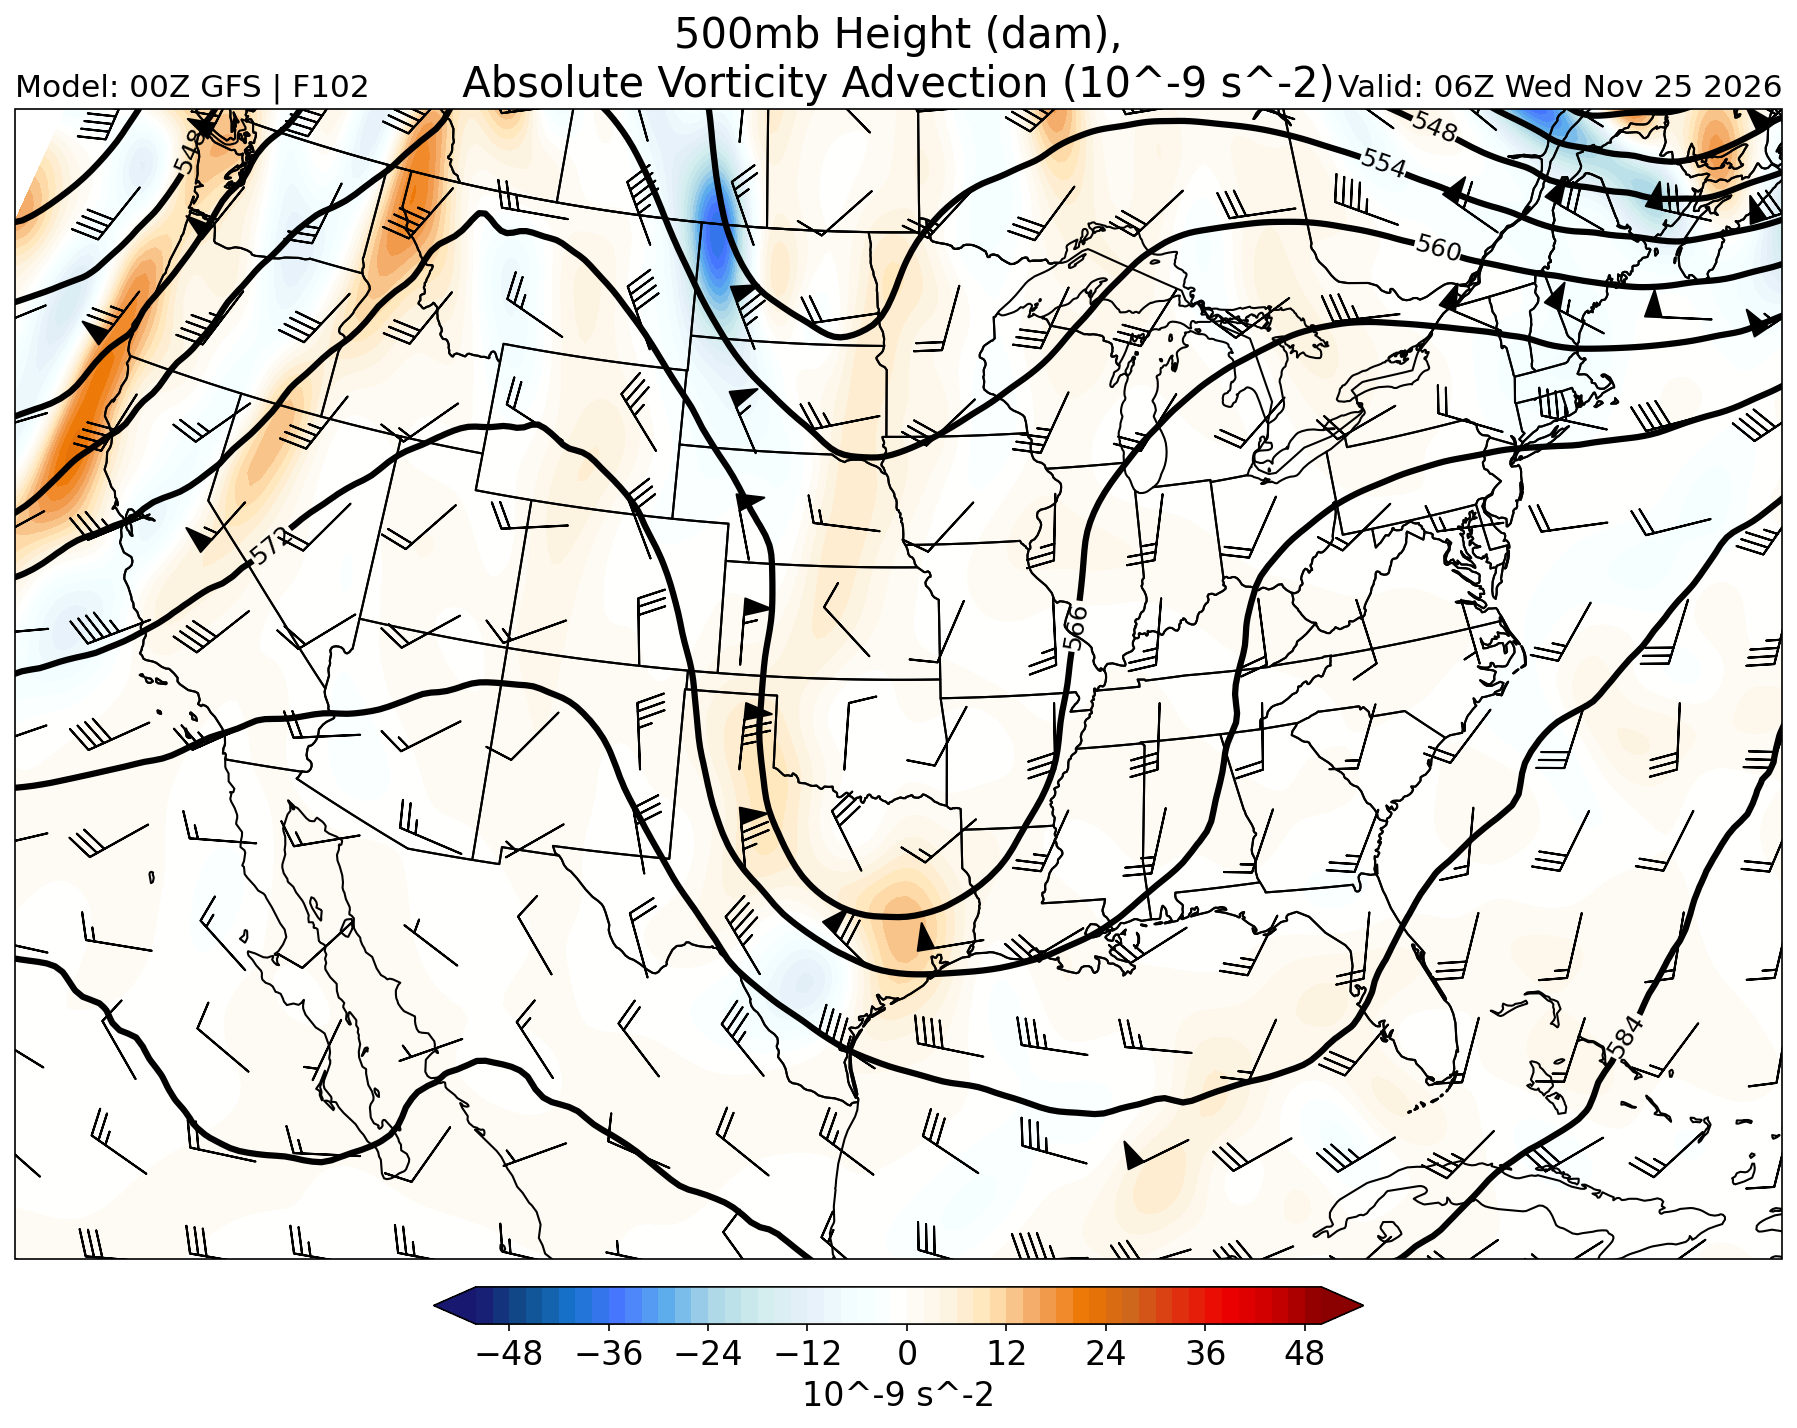 500mb Height (dam),
Absolute Vorticity Advection (10^-9 s^-2)
Model: 00Z GFS | F102
Valid: 06Z Wed Nov 25 2026
548
548
554
560
572
566
584
−48 −36 −24 −12 0 12 24 36 48
10^-9 s^-2